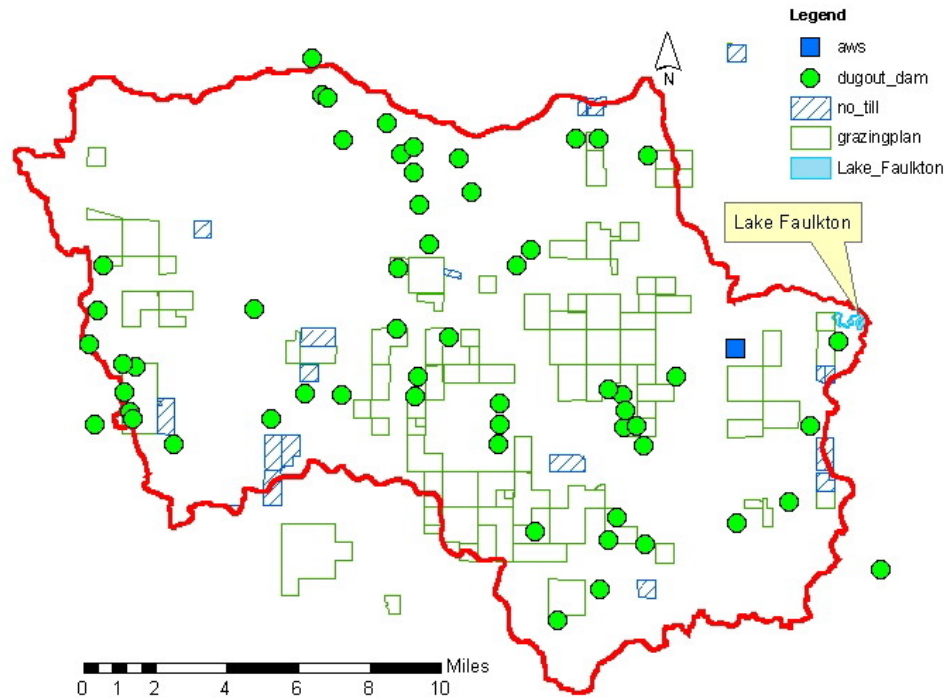 Legend
aws
dugout_dam
no_till
grazingplan
Lake_Faulkton
N
Lake Faulkton
Miles
0 1 2 4 6 8 10